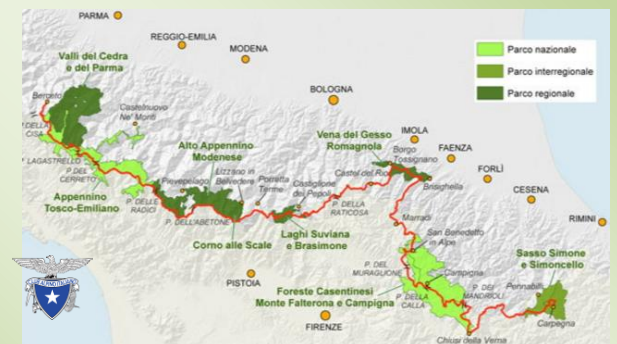 PARMA
REGGIO-EMILIA
MODENA
BOLOGNA
Parco nazionale
Parco interregionale
Parco regionale
Valli del Cedra
e del Parma
Berceto
P. DELLA
CISA
Castelnuovo
Ne' Monti
P. LAGASTRELLO
P. DEL
CERRETO
Appennino
Tosco-Emiliano
Alto Appennino
Modenese
Pievepelago
Lizzano in
Belvedere
P. DELLE
RADICI
P. DELL'ABETONE
Corno alle Scale
Porretta
Terme
Castiglione
dei Pepoli
Laghi Suviana
e Brasimone
P. DELLA
RATICOSA
Vena del Gesso
Romagnola
IMOLA
Borgo
Tossignano
Castel del Rio
FAENZA
Brisighella
FORLÌ
CESENA
RIMINI
Marradi
San Benedetto
in Alpe
P. DEL
MURAGLIONE
Campigna
P. DELLA
CALLA
P. DEI
MANDRIOLI
Foreste Casentinesi
Monte Falterona e Campigna
Chiusi della Verna
Sasso Simone
e Simoncello
Pennabilli
Carpegna
PISTOIA
FIRENZE